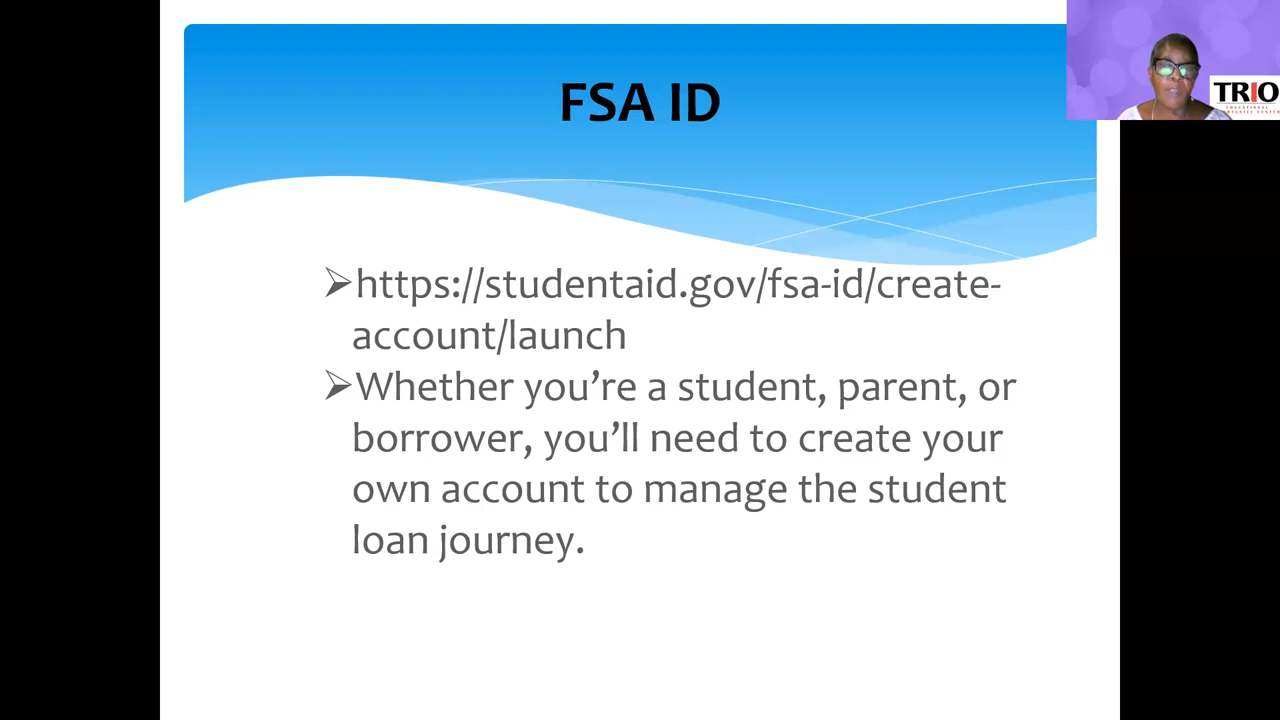 FSA ID
TRIO
EDUCATIONAL
➢https://studentaid.gov/fsa-id/create-
account/launch
➢Whether you’re a student, parent, or
borrower, you’ll need to create your
own account to manage the student
loan journey.